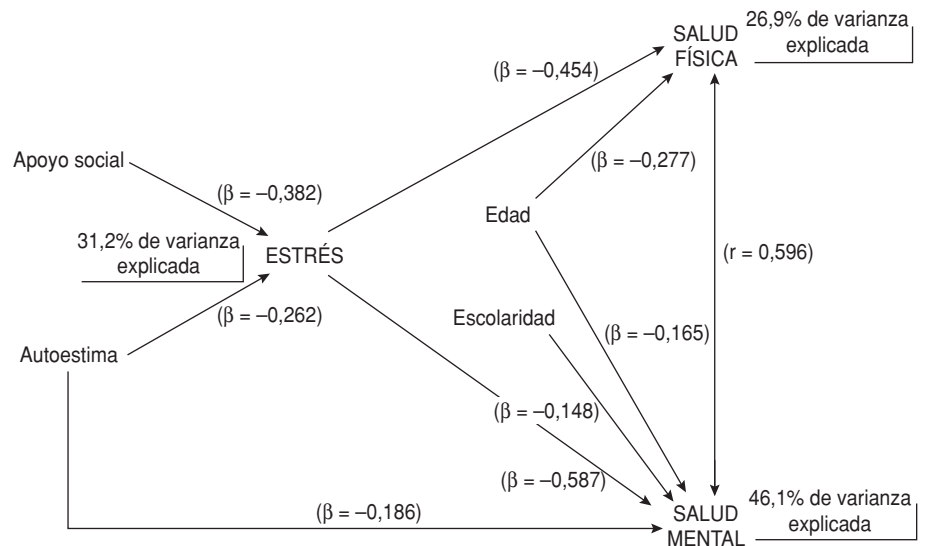 SALUD
FÍSICA
26,9% de varianza
explicada
(β = –0,454)
Apoyo social
(β = –0,277)
(β = –0,382)
Edad
31,2% de varianza
explicada
ESTRÉS
(r = 0,596)
(β = –0,262)
Escolaridad
(β = –0,165)
Autoestima
(β = –0,148)
(β = –0,587)
(β = –0,186)
SALUD
MENTAL
46,1% de varianza
explicada